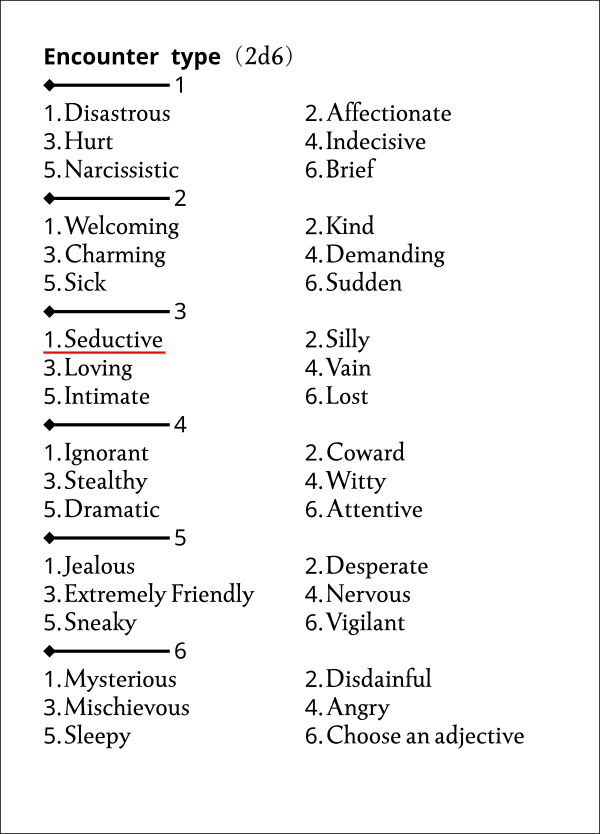 Encounter type (2d6)
1
1. Disastrous 2. Affectionate
3. Hurt 4. Indecisive
5. Narcissistic 6. Brief
2
1. Welcoming 2. Kind
3. Charming 4. Demanding
5. Sick 6. Sudden
3
1. Seductive 2. Silly
3. Loving 4. Vain
5. Intimate 6. Lost
4
1. Ignorant 2. Coward
3. Stealthy 4. Witty
5. Dramatic 6. Attentive
5
1. Jealous 2. Desperate
3. Extremely Friendly 4. Nervous
5. Sneaky 6. Vigilant
6
1. Mysterious 2. Disdainful
3. Mischievous 4. Angry
5. Sleepy 6. Choose an adjective